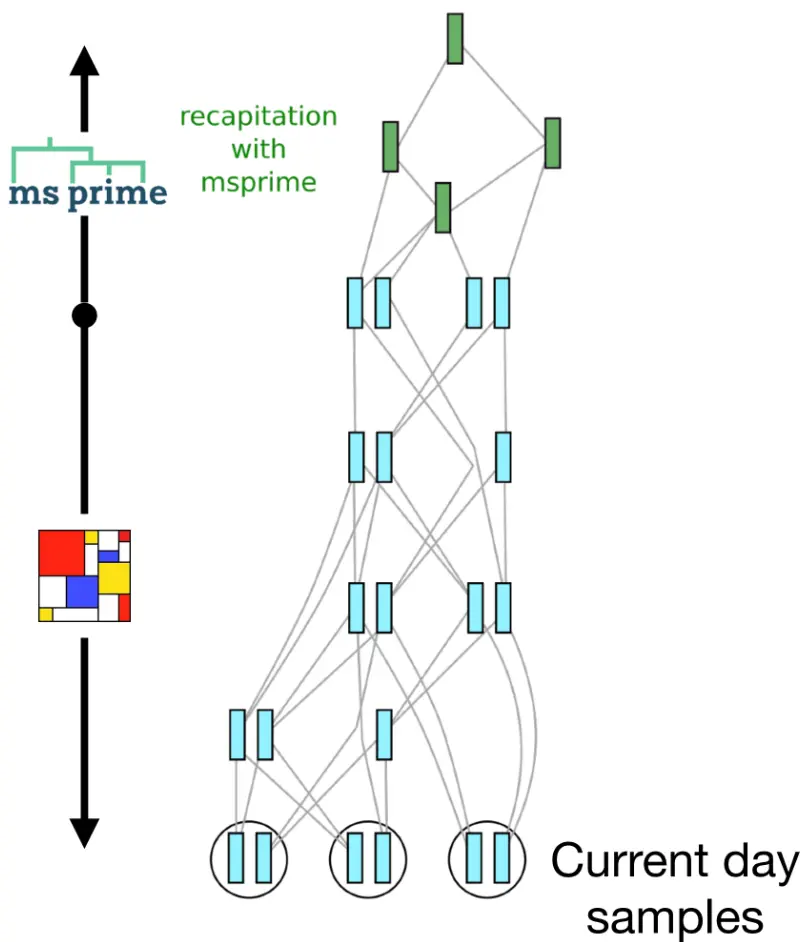 recapitation
with
msprime
ms prime
Current day
samples